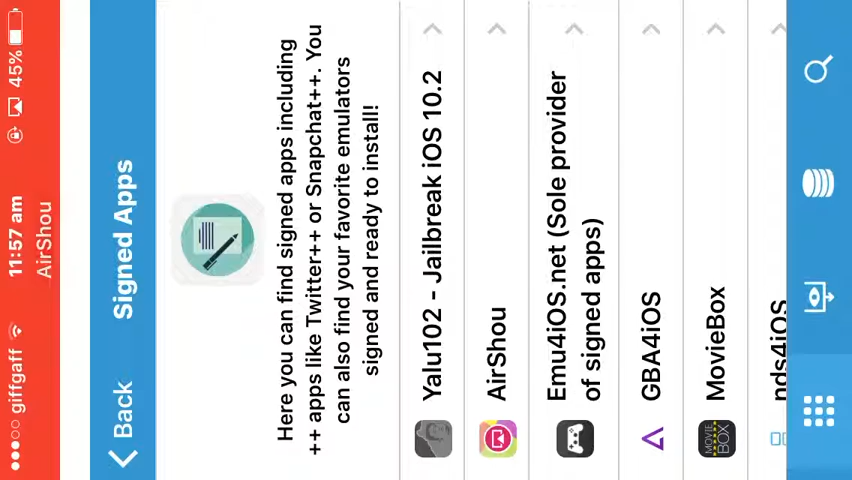 giffgaff 11:57 am 45%
AirShou
Back Signed Apps
Here you can find signed apps including
++ apps like Twitter++ or Snapchat++. You
can also find your favorite emulators
signed and ready to install!
Yalu102 - Jailbreak iOS 10.2
AirShou
Emu4iOS.net (Sole provider
of signed apps)
GBA4iOS
MOVIE
BOX
MovieBox
nds4iOS